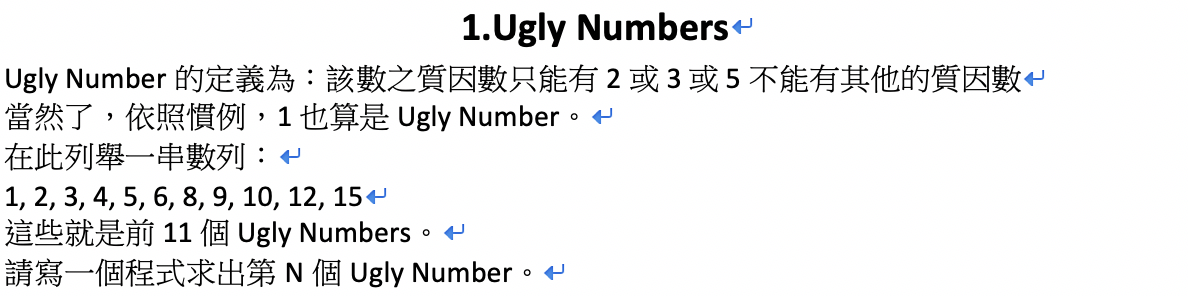 1.Ugly Numbers
Ugly Number 的定義為：該數之質因數只能有 2 或 3 或 5 不能有其他的質因數
當然了，依照慣例，1 也算是 Ugly Number。
在此列舉一串數列：
1, 2, 3, 4, 5, 6, 8, 9, 10, 12, 15
這些就是前 11 個 Ugly Numbers。
請寫一個程式求出第 N 個 Ugly Number。